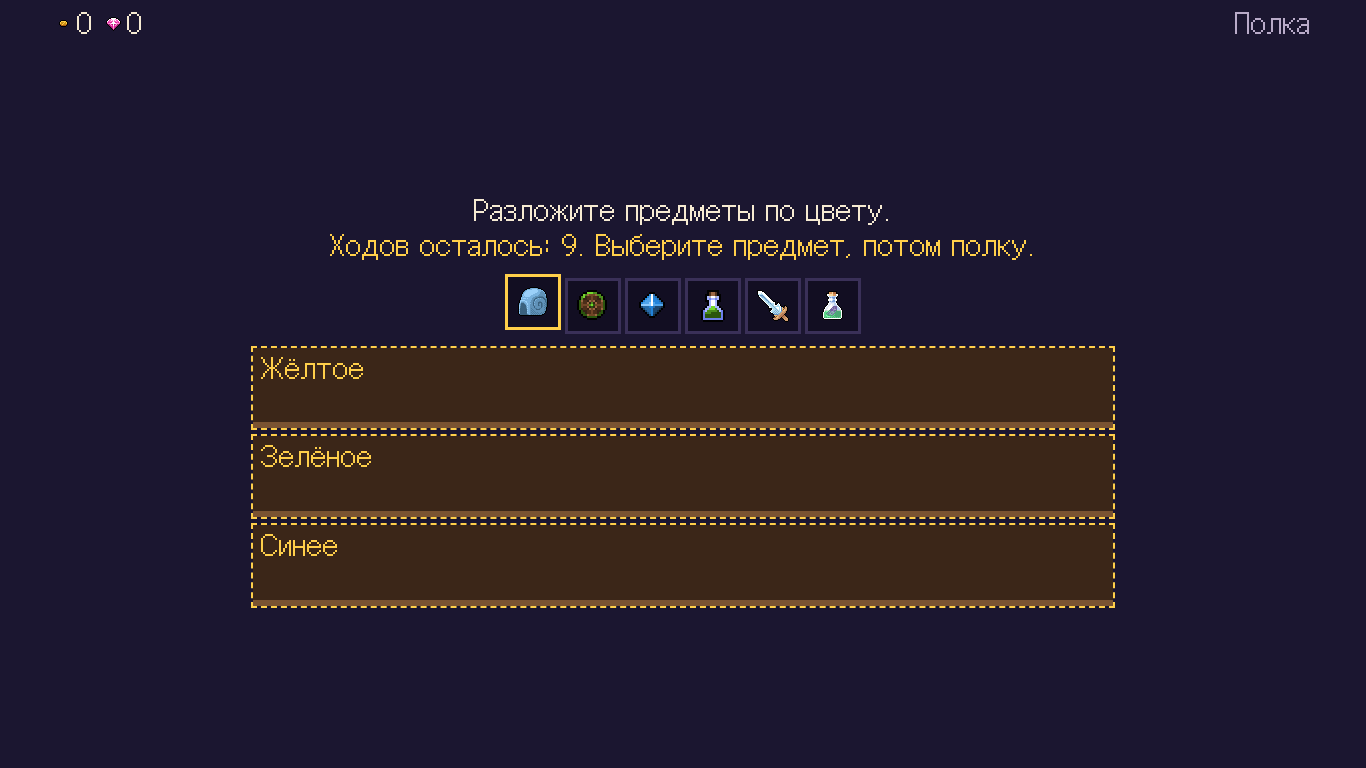 0 0
Полка
Разложите предметы по цвету.
Ходов осталось: 9. Выберите предмет, потом полку.
Жёлтое
Зелёное
Синее